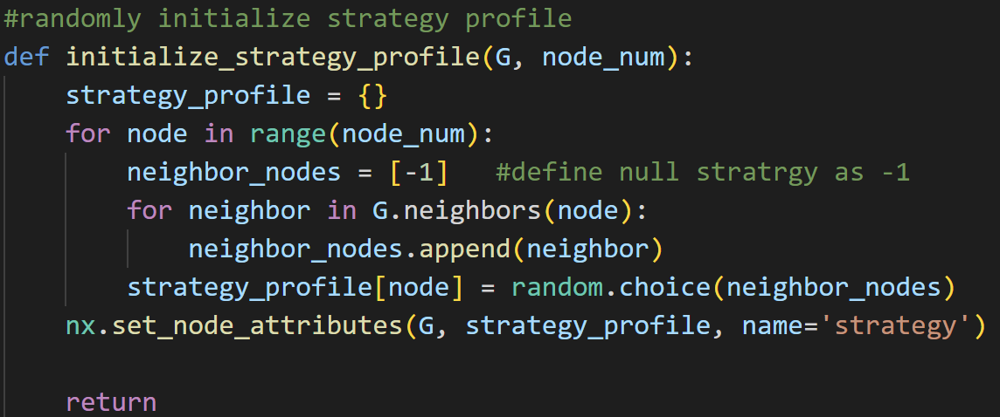 #randomly initialize strategy profile
def initialize_strategy_profile(G, node_num):
    strategy_profile = {}
    for node in range(node_num):
        neighbor_nodes = [-1]   #define null stratrgy as -1
        for neighbor in G.neighbors(node):
            neighbor_nodes.append(neighbor)
        strategy_profile[node] = random.choice(neighbor_nodes)
    nx.set_node_attributes(G, strategy_profile, name='strategy')

    return